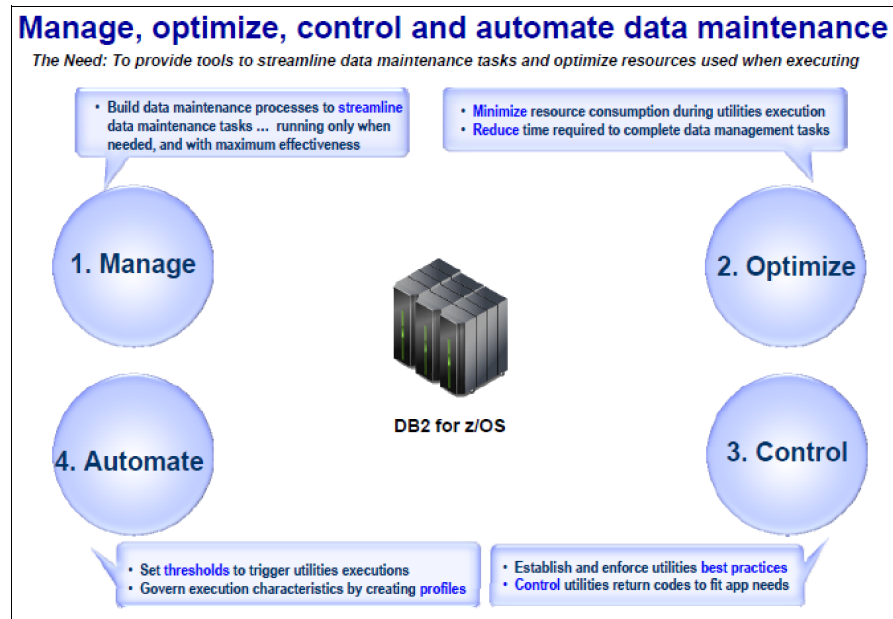 Manage, optimize, control and automate data maintenance
The Need: To provide tools to streamline data maintenance tasks and optimize resources used when executing
• Build data maintenance processes to streamline
data maintenance tasks ... running only when
needed, and with maximum effectiveness
• Minimize resource consumption during utilities execution
• Reduce time required to complete data management tasks
1. Manage
2. Optimize
DB2 for z/OS
4. Automate
3. Control
• Set thresholds to trigger utilities executions
• Govern execution characteristics by creating profiles
• Establish and enforce utilities best practices
• Control utilities return codes to fit app needs